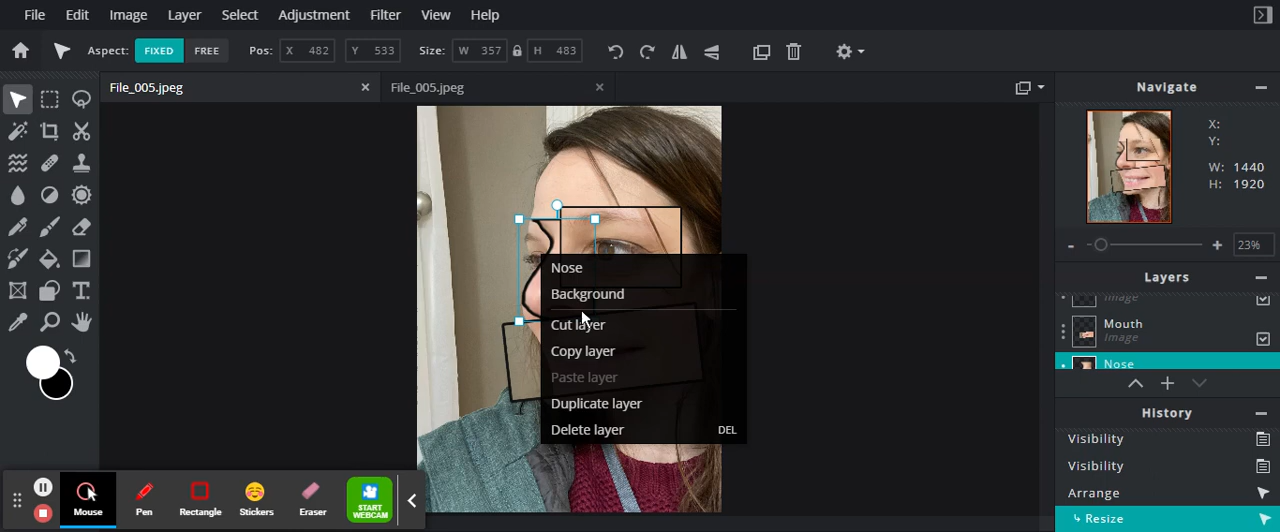 File Edit Image Layer Select Adjustment Filter View Help
Aspect: FIXED FREE Pos: X 482 Y 533 Size: W 357 H 483
File_005.jpeg × File_005.jpeg × Navigate
X:
Y:
W: 1440
H: 1920
- + 23%
Nose
Background
Cut layer
Copy layer
Paste layer
Duplicate layer
Delete layer DEL
Layers
Image
Mouth
Image
Nose
History
Visibility
Visibility
Arrange
Resize
Mouse Pen Rectangle Stickers Eraser START WEBCAM